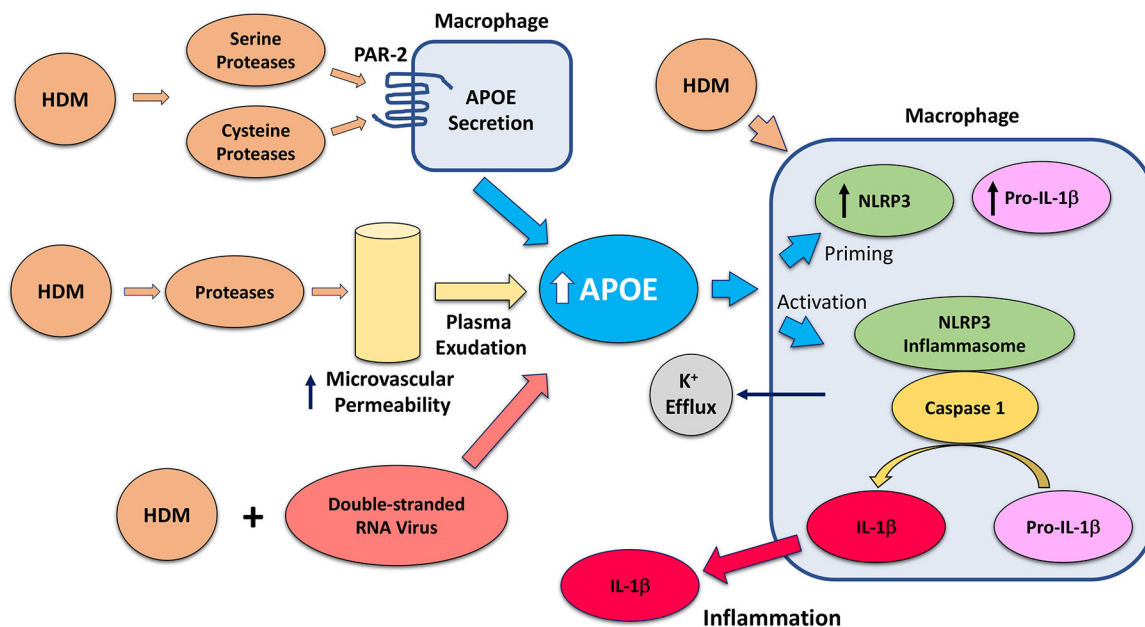 Macrophage
PAR-2
HDM
Serine
Proteases
Cysteine
Proteases
APOE
Secretion
HDM
Proteases
Microvascular
Permeability
Plasma
Exudation
APOE
HDM
+
Double-stranded
RNA Virus
HDM
Macrophage
NLRP3
Pro-IL-1β
Priming
Activation
NLRP3
Inflammasome
K+
Efflux
Caspase 1
IL-1β
Pro-IL-1β
IL-1β
Inflammation